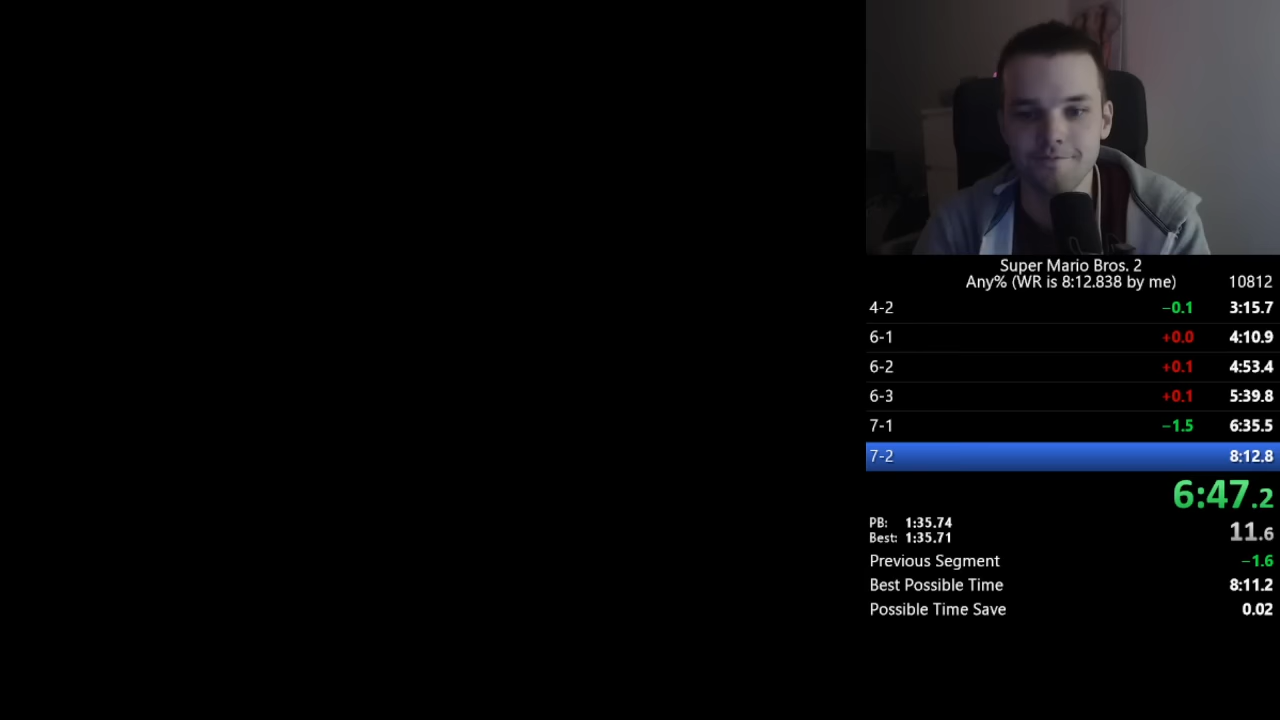 Super Mario Bros. 2
Any% (WR is 8:12.838 by me) 10812
4-2 −0.1 3:15.7
6-1 +0.0 4:10.9
6-2 +0.1 4:53.4
6-3 +0.1 5:39.8
7-1 −1.5 6:35.5
7-2 8:12.8
6:47.2
PB: 1:35.74
Best: 1:35.71
11.6
Previous Segment −1.6
Best Possible Time 8:11.2
Possible Time Save 0.02